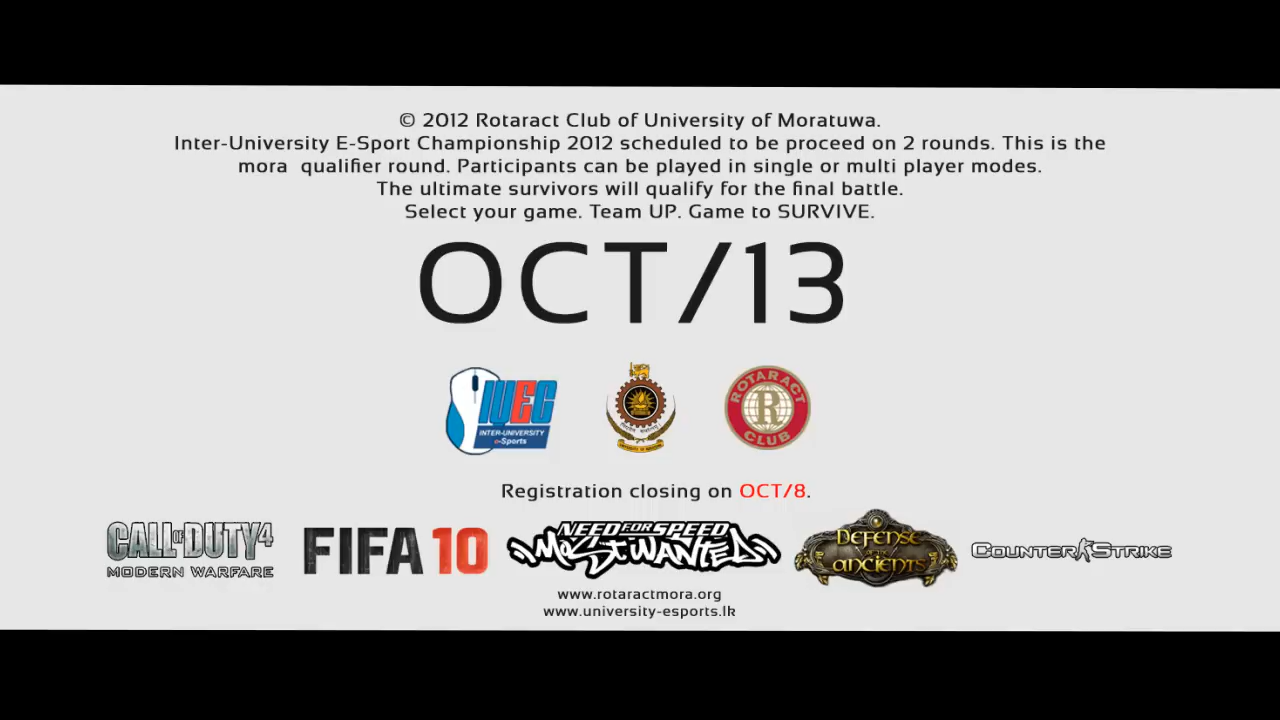 © 2012 Rotaract Club of University of Moratuwa.
Inter-University E-Sport Championship 2012 scheduled to be proceed on 2 rounds. This is the
mora qualifier round. Participants can be played in single or multi player modes.
The ultimate survivors will qualify for the final battle.
Select your game. Team UP. Game to SURVIVE.
OCT/13
IUEC
INTER-UNIVERSITY
e-Sports
ROTARACT
R
CLUB
Registration closing on OCT/8.
CALL OF DUTY 4
MODERN WARFARE
FIFA 10
NEED FOR SPEED
MOST WANTED
DEFENSE
OF THE
ANCIENTS
COUNTER STRIKE
www.rotaractmora.org
www.university-esports.lk